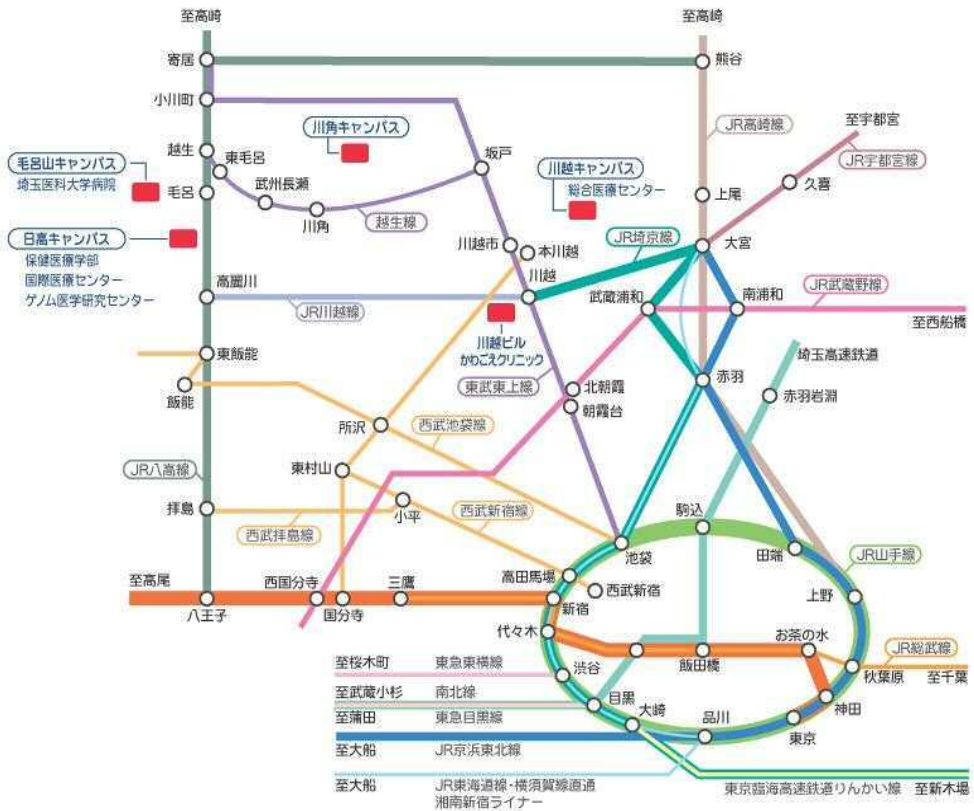 至高崎
至高崎
寄居
熊谷
小川町
JR高崎線
至宇都宮
川角キャンパス
越生
毛呂山キャンパス
埼玉医科大学病院
東毛呂
坂戸
川越キャンパス
総合医療センター
JR宇都宮線
毛呂
武州長瀬
久喜
上尾
川角
越生線
日高キャンパス
保健医療学部
国際医療センター
ゲノム医学研究センター
川越市
本川越
JR埼京線
大宮
高麗川
川越
武蔵浦和
南浦和
JR武蔵野線
JR川越線
至西船橋
川越ビル
かわごえクリニック
東飯能
埼玉高速鉄道
飯能
東武東上線
北朝霞
朝霞台
赤羽
赤羽岩淵
所沢
西武池袋線
東村山
JR八高線
拝島
小平
西武新宿線
西武拝島線
駒込
池袋
田端
JR山手線
至高尾
西国分寺
三鷹
高田馬場
西武新宿
上野
八王子
国分寺
新宿
代々木
お茶の水
JR総武線
飯田橋
至桜木町 東急東横線
渋谷
秋葉原
至千葉
至武蔵小杉 南北線
目黒
神田
至蒲田 東急目黒線
大崎
品川
東京
至大船 JR京浜東北線
至大船 JR東海道線・横須賀線直通
湘南新宿ライナー
東京臨海高速鉄道りんかい線 至新木場